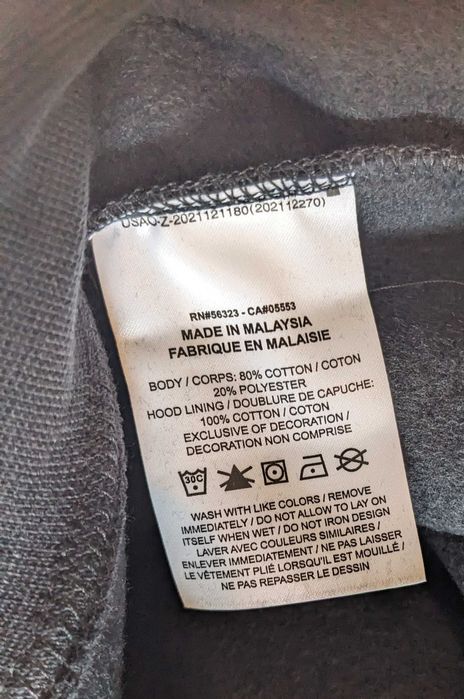 USAQ-Z-2021121180(202112270)
RN#56323 - CA#05553
MADE IN MALAYSIA
FABRIQUE EN MALAISIE
BODY / CORPS: 80% COTTON / COTON
20% POLYESTER
HOOD LINING / DOUBLURE DE CAPUCHE:
100% COTTON / COTON
EXCLUSIVE OF DECORATION /
DECORATION NON COMPRISE
30C
WASH WITH LIKE COLORS / REMOVE
IMMEDIATELY / DO NOT ALLOW TO LAY ON
ITSELF WHEN WET / DO NOT IRON DESIGN
LAVER AVEC COULEURS SIMILAIRES /
ENLEVER IMMEDIATEMENT / NE PAS LAISSER
LE VÊTEMENT PLIÉ LORSQU'IL EST MOUILLÉ /
NE PAS REPASSER LE DESSIN